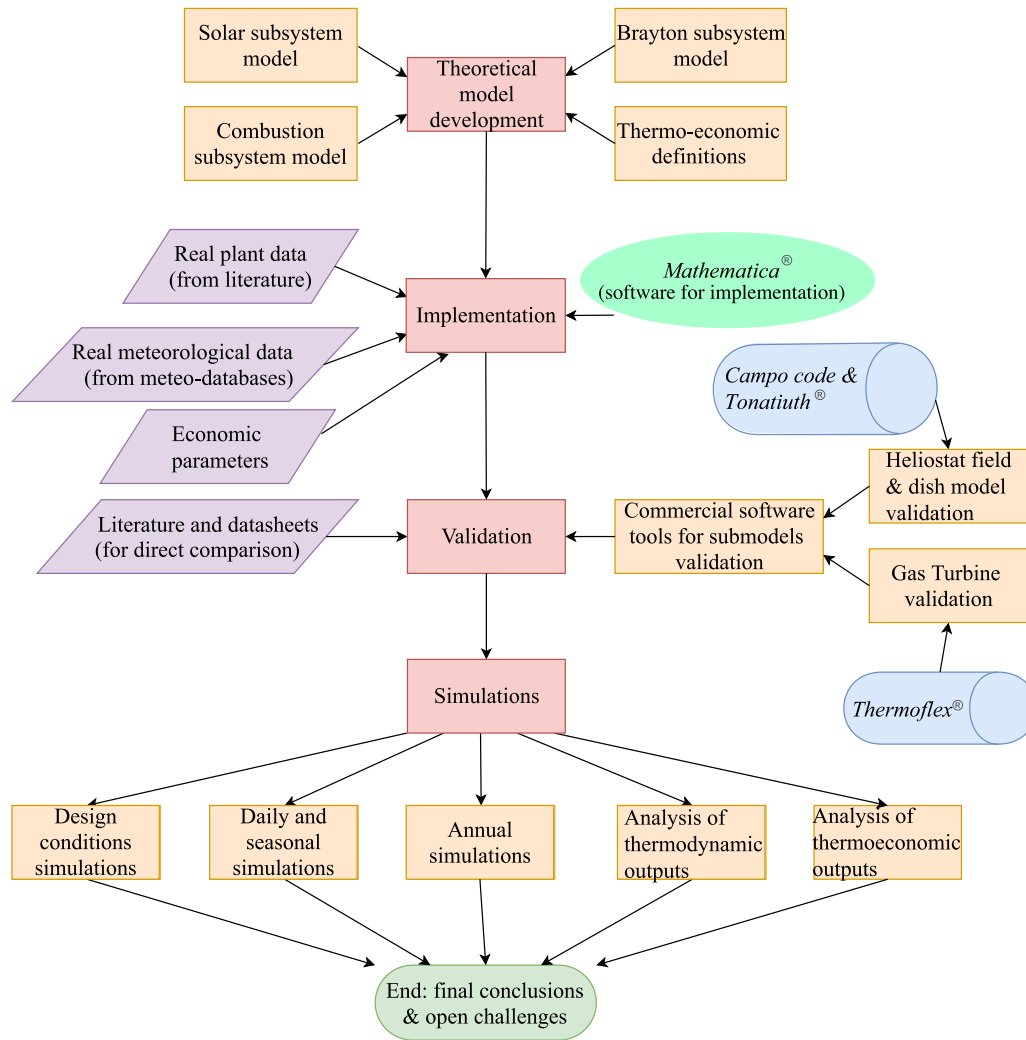 Solar subsystem
model
Brayton subsystem
model
Theoretical
model
development
Combustion
subsystem model
Thermo-economic
definitions
Real plant data
(from literature)
Mathematica®
(software for implementation)
Implementation
Real meteorological data
(from meteo-databases)
Campo code &
Tonatiuth®
Economic
parameters
Heliostat field
& dish model
validation
Literature and datasheets
(for direct comparison)
Validation
Commercial software
tools for submodels
validation
Gas Turbine
validation
Simulations
Thermoflex®
Design
conditions
simulations
Daily and
seasonal
simulations
Annual
simulations
Analysis of
thermodynamic
outputs
Analysis of
thermoeconomic
outputs
End: final conclusions
& open challenges